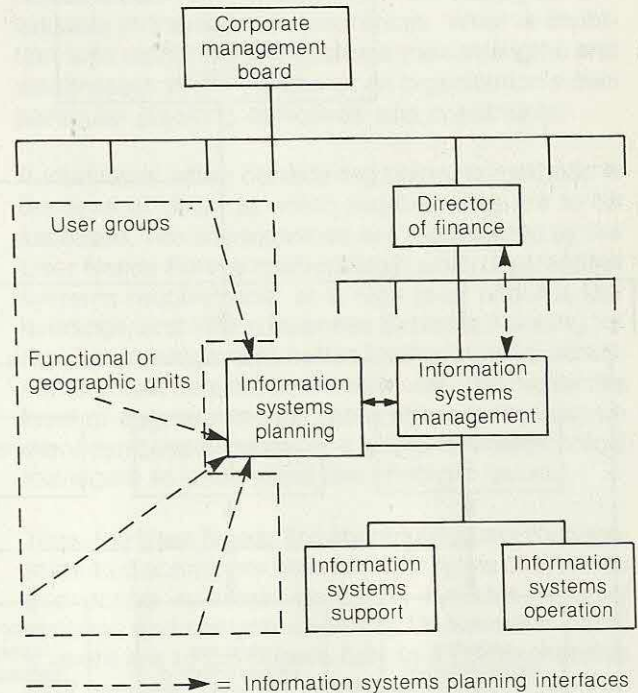 Corporate
management
board
User groups
Director
of finance
Functional or
geographic units
Information
systems
planning
Information
systems
management
Information
systems
support
Information
systems
operation
= Information systems planning interfaces